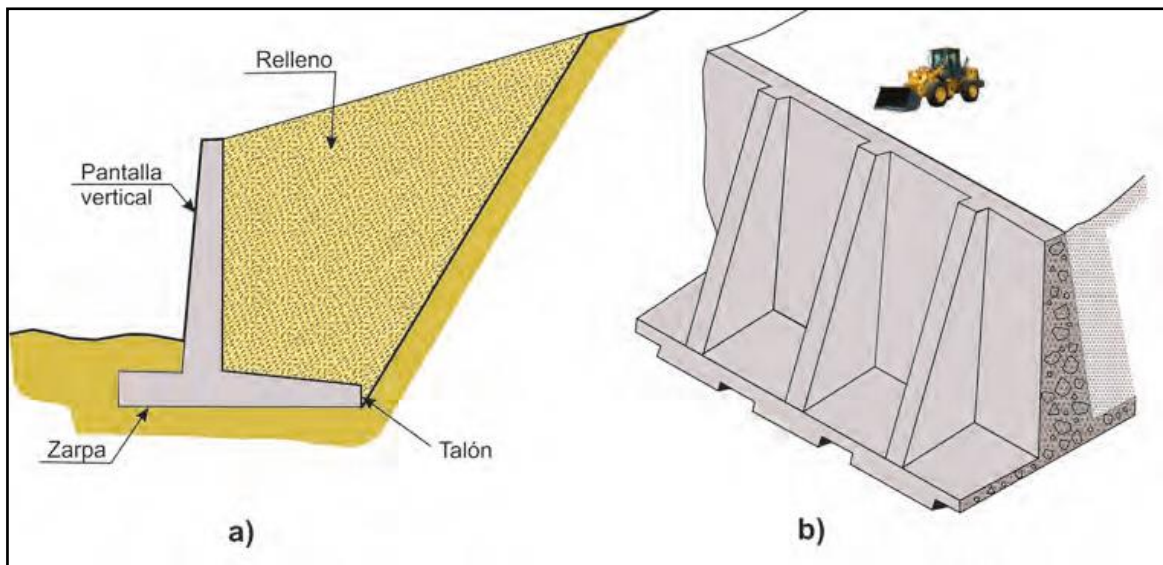 Relleno
Pantalla
vertical
Zarpa
Talón
a)
b)